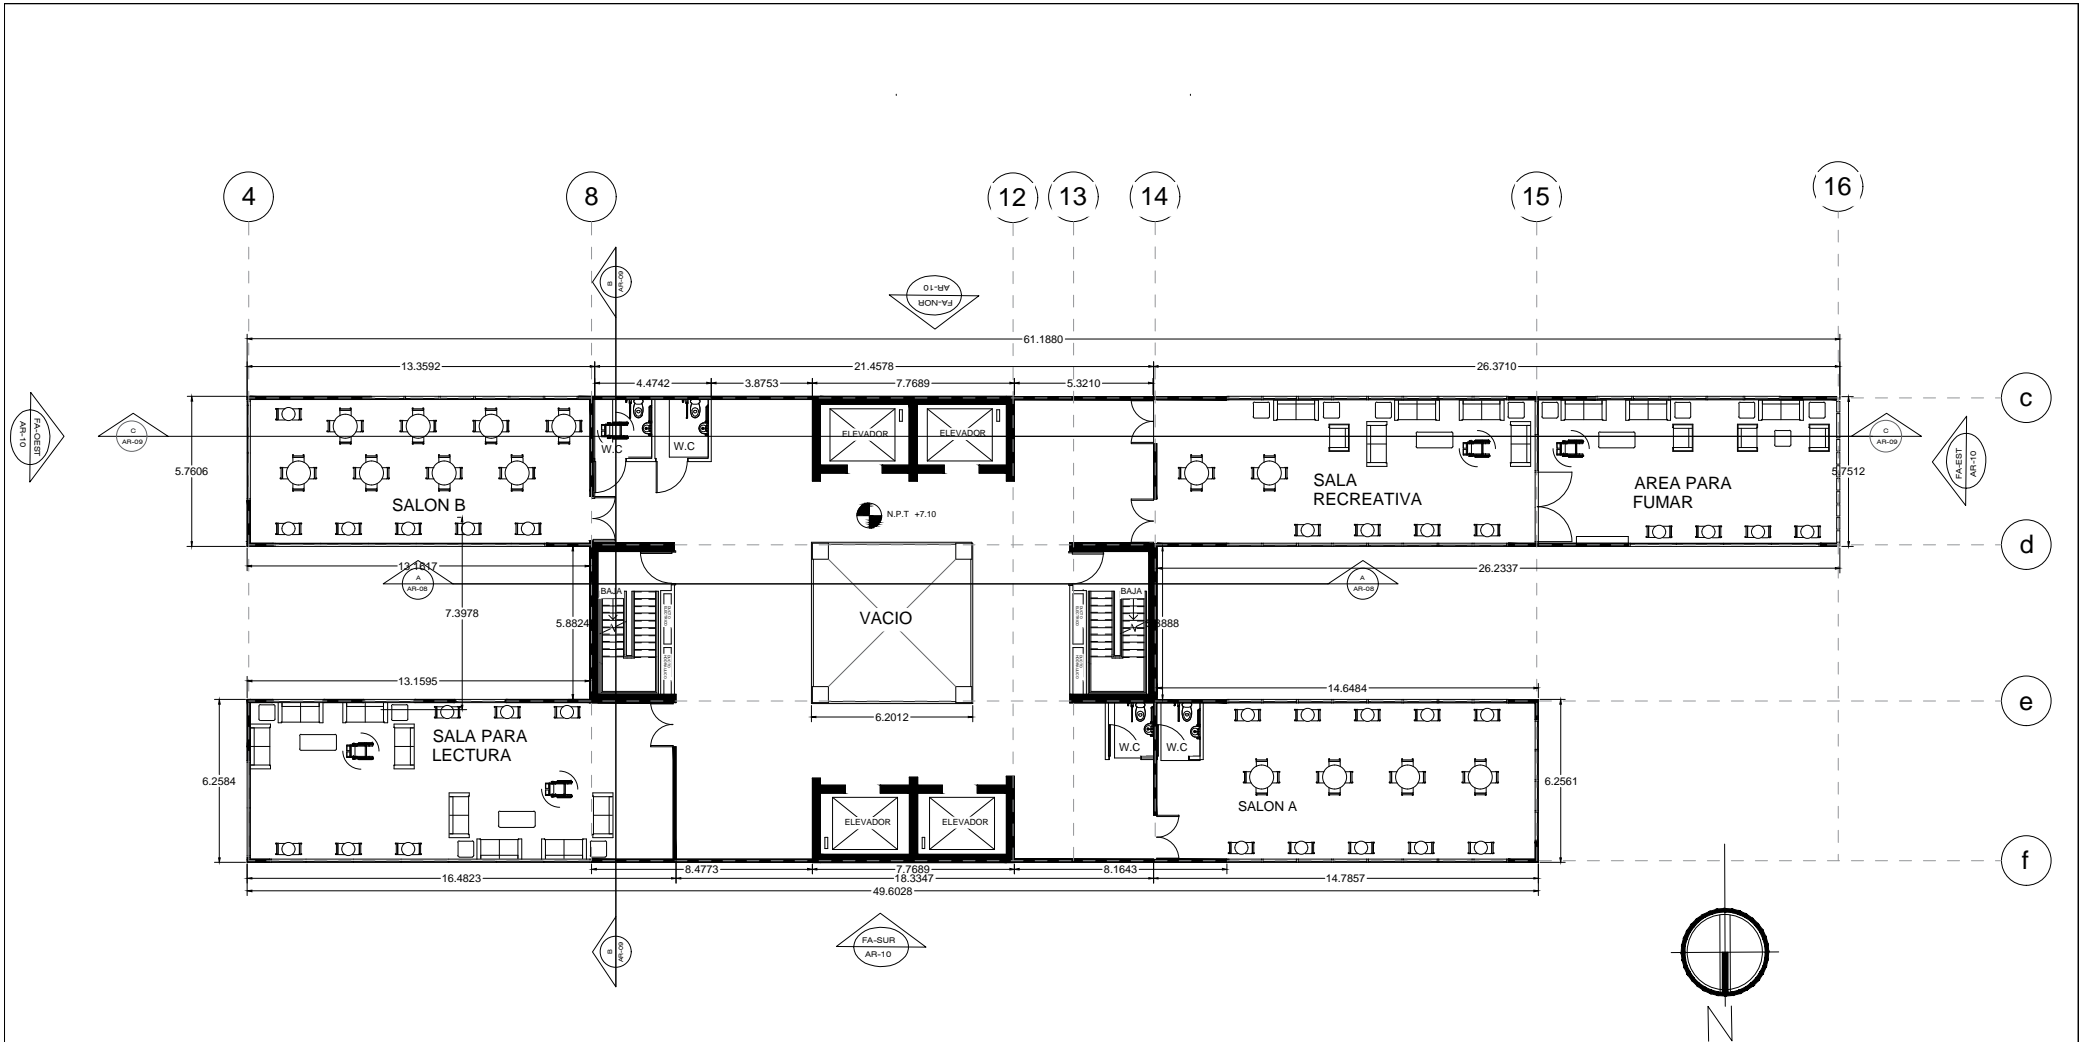 4
8
12
13
14
15
16
B
AR-09
FA-NOR
AR-10
61.1880
13.3592
21.4578
26.3710
4.4742
3.8753
7.7689
5.3210
c
FA-OEST
AR-10
C
AR-09
C
AR-09
FA-EST
AR-10
5.7606
5.7512
ELEVADOR
ELEVADOR
W.C
W.C
SALON B
SALA
RECREATIVA
AREA PARA
FUMAR
N.P.T +7.10
d
13.1617
26.2337
A
AR-08
A
AR-08
BAJA
BAJA
7.3978
5.8824
VACIO
13.1595
14.6484
e
6.2012
SALA PARA
LECTURA
W.C
W.C
6.2584
6.2561
SALON A
ELEVADOR
ELEVADOR
f
8.4773
7.7689
8.1643
16.4823
18.3347
14.7857
49.6028
FA-SUR
AR-10
B
AR-09
N